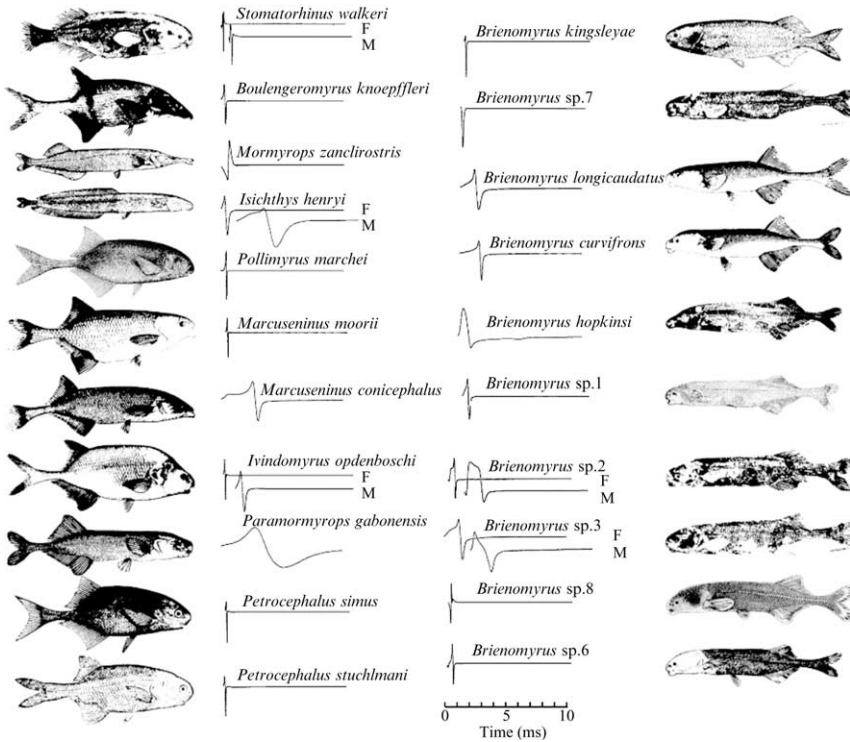 Stomatorhinus walkeri
F
M
Boulengeromyrus knoepffleri
Mormyrops zanclirostris
Isichthys henryi
F
M
Pollimyrus marchei
Marcuseninus moorii
Marcuseninus conicephalus
Ivindomyrus opdenboschi
F
M
Paramormyrops gabonensis
Petrocephalus simus
Petrocephalus stuchlmani
Brienomyrus kingsleyae
Brienomyrus sp.7
Brienomyrus longicaudatus
Brienomyrus curvifrons
Brienomyrus hopkinsi
Brienomyrus sp.1
Brienomyrus sp.2
F
M
Brienomyrus sp.3
F
M
Brienomyrus sp.8
Brienomyrus sp.6
0 5 10
Time (ms)